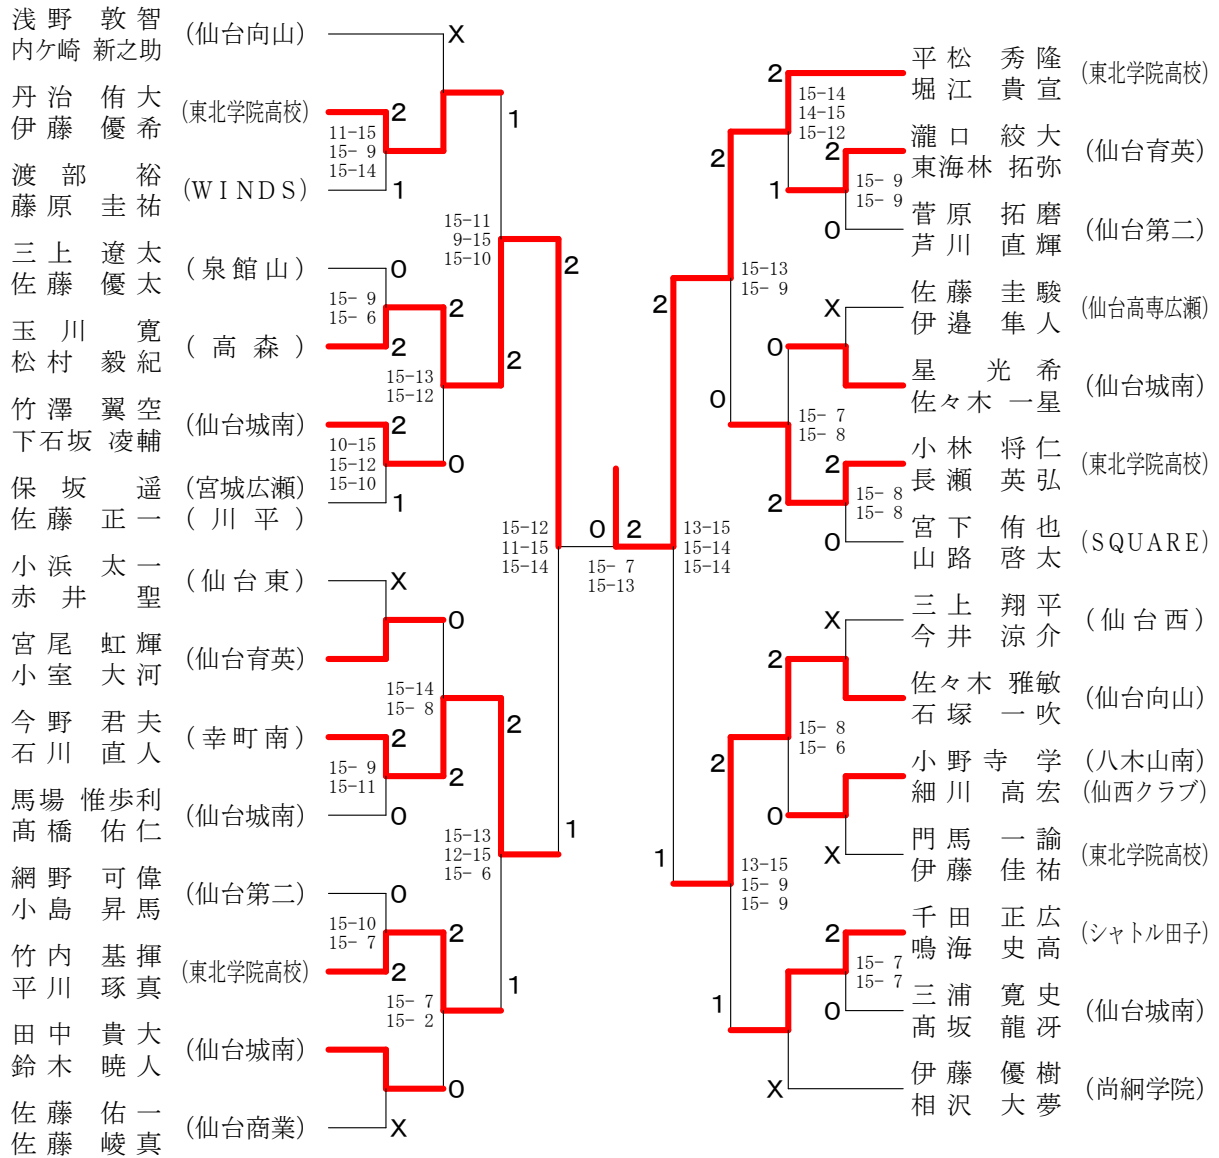 浅野 敦智
内ケ崎 新之助
(仙台向山)
X
丹治 侑大
伊藤 優希
(東北学院高校)
2
11-15
15- 9
15-14
1
渡部 裕
藤原 圭祐
(WINDS)
1
15-11
9-15
15-10
2
三上 遼太
佐藤 優太
(泉館山)
0
15- 9
15- 6
2
玉川 寛
松村 毅紀
(高森)
2
2
15-13
15-12
竹澤 翼空
下石坂 凌輔
(仙台城南)
2
10-15
15-12
15-10
0
保坂 遥
佐藤 正一
(宮城広瀬)
(川平)
1
15-12
11-15
15-14
小浜 太一
赤井 聖
(仙台東)
X
0
宮尾 虹輝
小室 大河
(仙台育英)
15-14
15- 8
2
今野 君夫
石川 直人
(幸町南)
2
15- 9
15-11
2
馬場 惟歩利
髙橋 佑仁
(仙台城南)
0
15-13
12-15
15- 6
1
網野 可偉
小島 昇馬
(仙台第二)
0
15-10
15- 7
2
竹内 基揮
平川 琢真
(東北学院高校)
2
1
15- 7
15- 2
田中 貴大
鈴木 暁人
(仙台城南)
0
佐藤 佑一
佐藤 崚真
(仙台商業)
X
0
2
15- 7
15-13
平松 秀隆
堀江 貴宣
(東北学院高校)
2
15-14
14-15
15-12
2
瀧口 絞大
東海林 拓弥
(仙台育英)
2
1
15- 9
15- 9
菅原 拓磨
芦川 直輝
(仙台第二)
0
15-13
15- 9
2
佐藤 圭駿
伊邉 隼人
(仙台高専広瀬)
X
0
星 光希
佐々木 一星
(仙台城南)
0
15- 7
15- 8
小林 将仁
長瀬 英弘
(東北学院高校)
2
2
15- 8
15- 8
宮下 侑也
山路 啓太
(SQUARE)
0
13-15
15-14
15-14
三上 翔平
今井 涼介
(仙台西)
X
2
佐々木 雅敏
石塚 一吹
(仙台向山)
15- 8
15- 6
2
小野寺 学
細川 高宏
(八木山南)
(仙西クラブ)
0
門馬 一諭
伊藤 佳祐
(東北学院高校)
X
1
13-15
15- 9
15- 9
千田 正広
鳴海 史高
(シャトル田子)
2
15- 7
15- 7
1
三浦 寛史
髙坂 龍冴
(仙台城南)
0
伊藤 優樹
相沢 大夢
(尚絅学院)
X